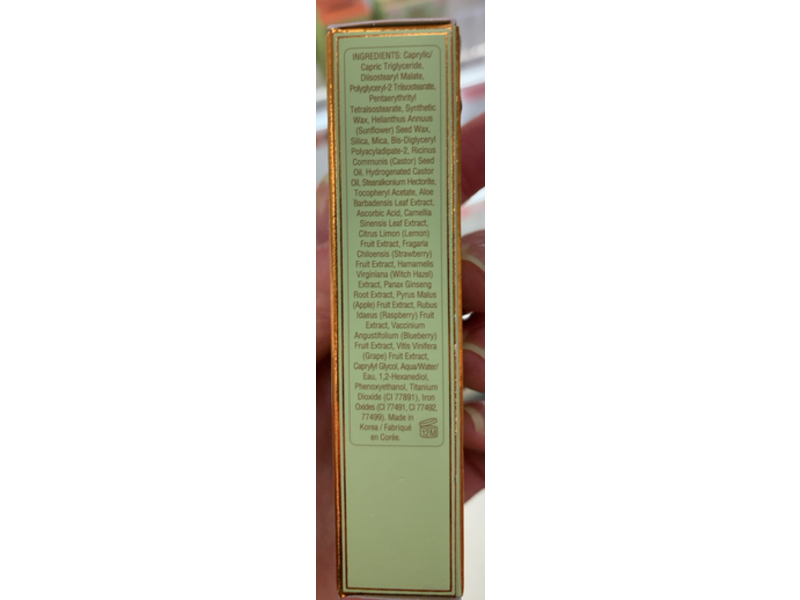 INGREDIENTS: Caprylic/
Capric Triglyceride,
Diisostearyl Malate,
Polyglyceryl-2 Triisostearate,
Pentaerythrityl
Tetraisostearate, Synthetic
Wax, Helianthus Annuus
(Sunflower) Seed Wax,
Silica, Mica, Bis-Diglyceryl
Polyacyladipate-2, Ricinus
Communis (Castor) Seed
Oil, Hydrogenated Castor
Oil, Stearalkonium Hectorite,
Tocopheryl Acetate, Aloe
Barbadensis Leaf Extract,
Ascorbic Acid, Camellia
Sinensis Leaf Extract,
Citrus Limon (Lemon)
Fruit Extract, Fragaria
Chiloensis (Strawberry)
Fruit Extract, Hamamelis
Virginiana (Witch Hazel)
Extract, Panax Ginseng
Root Extract, Pyrus Malus
(Apple) Fruit Extract, Rubus
Idaeus (Raspberry) Fruit
Extract, Vaccinium
Angustifolium (Blueberry)
Fruit Extract, Vitis Vinifera
(Grape) Fruit Extract,
Caprylyl Glycol, Aqua/Water/
Eau, 1,2-Hexanediol,
Phenoxyethanol, Titanium
Dioxide (CI 77891), Iron
Oxides (CI 77491, CI 77492,
77499). Made in
Korea / Fabriqué
en Corée.
12M